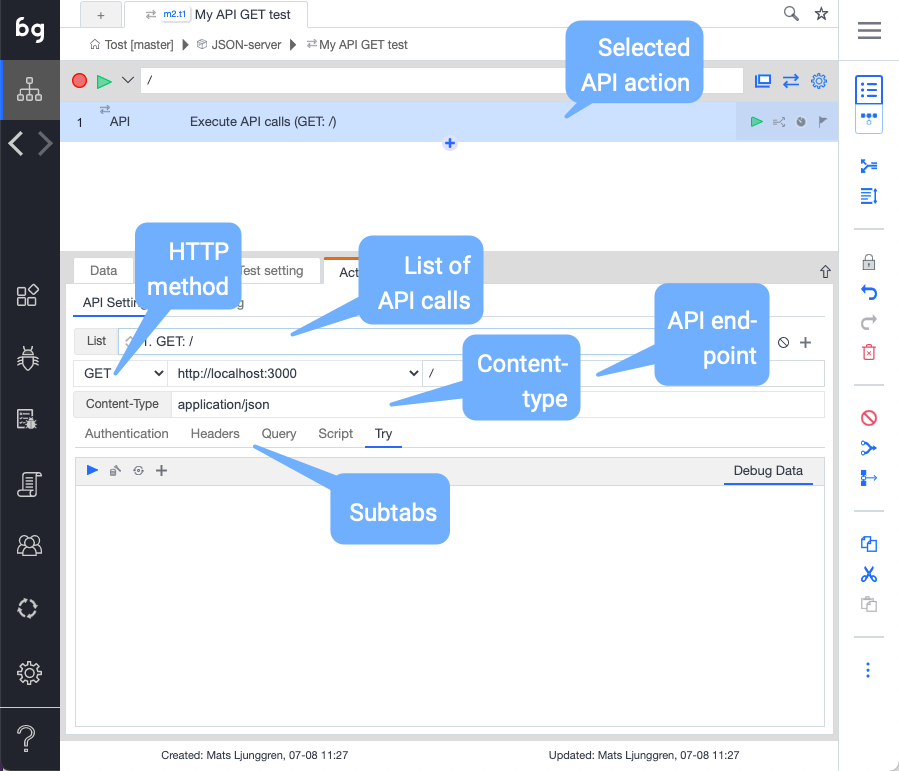 bg
+
m2.t1 My API GET test
Tost [master] JSON-server My API GET test
/
Selected
API action
1 API Execute API calls (GET: /)
+
HTTP
method
List of
API calls
Data
Test setting
Act
API Setting
g
API end-
point
List
1. GET: /
GET
http://localhost:3000
/
Content-
type
Content-Type
application/json
Authentication Headers Query Script Try
Debug Data
Subtabs
Created: Mats Ljunggren, 07-08 11:27
Updated: Mats Ljunggren, 07-08 11:27